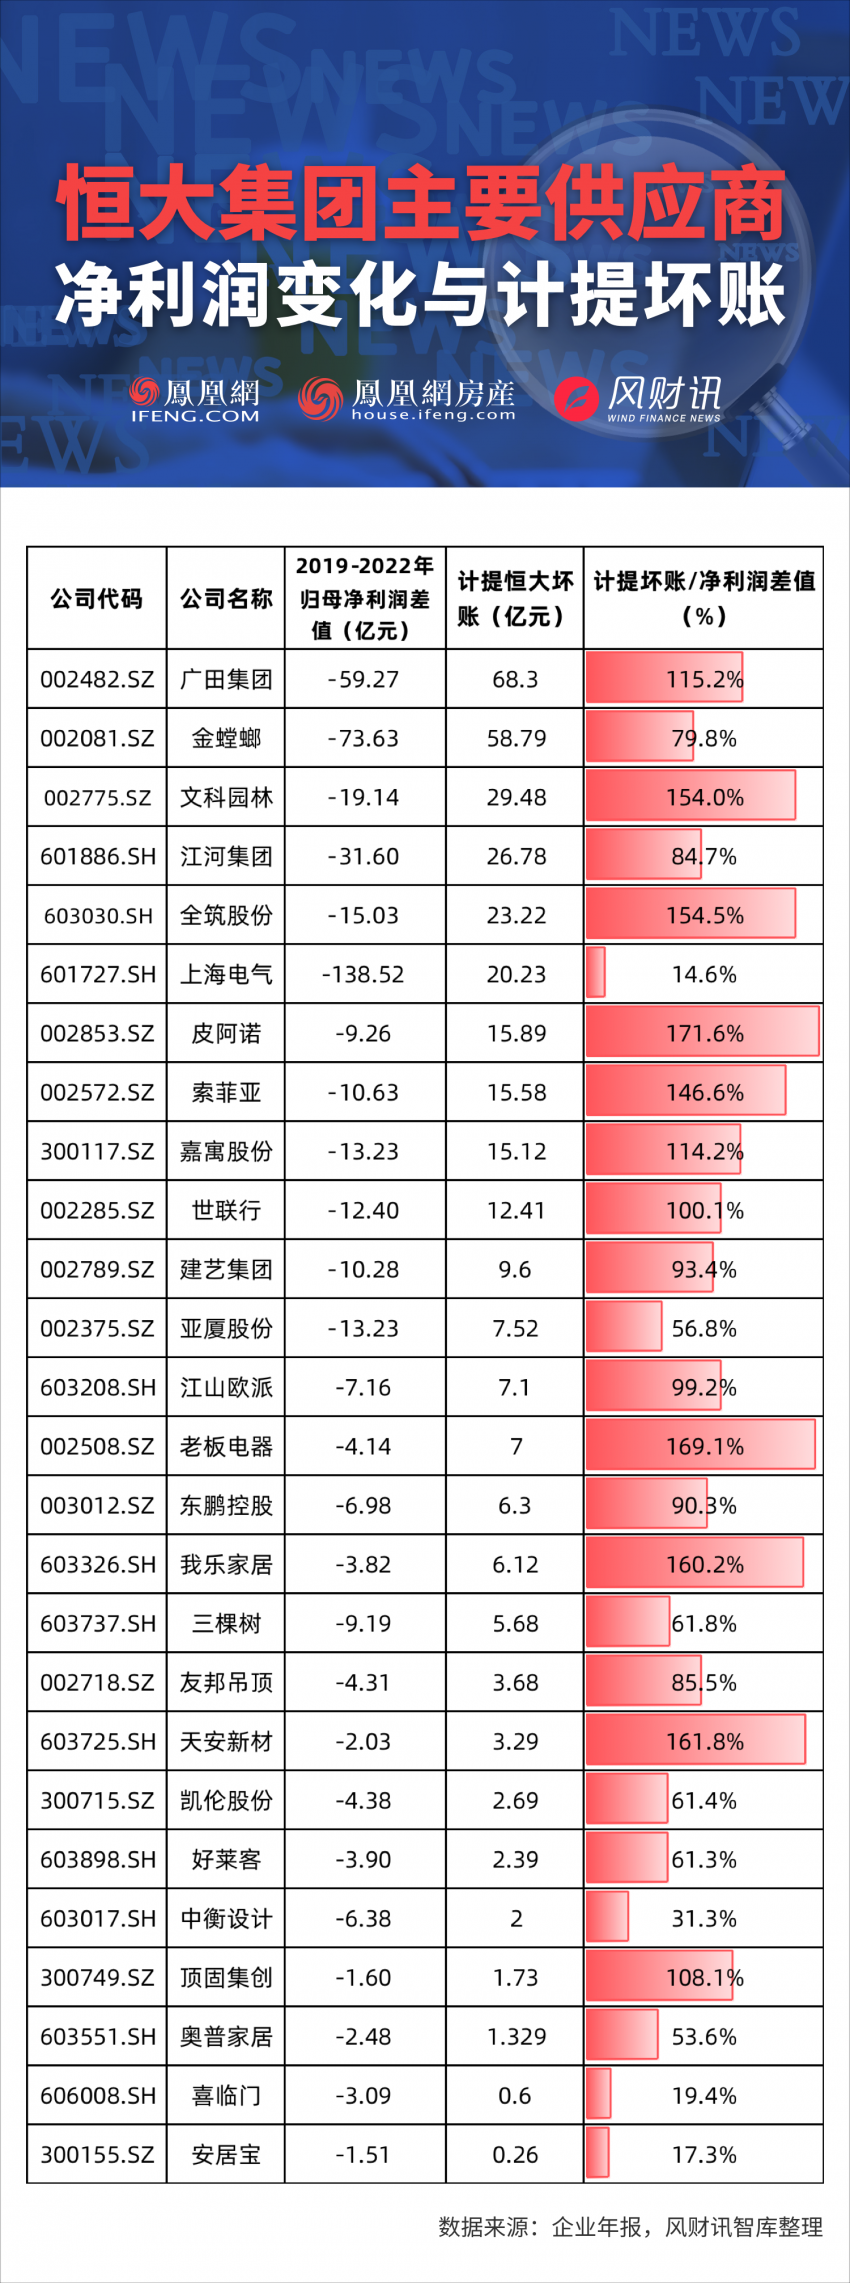 NEWS
NEWS
NEWS
NEWS
NEWS
NEWS
恒大集团主要供应商
净利润变化与计提坏账
鳳凰網
IFENG.COM
鳳凰網房産
house.ifeng.com
风财讯
WIND FINANCE NEWS
公司代码 公司名称 2019-2022年归母净利润差值（亿元） 计提恒大坏账（亿元） 计提坏账/净利润差值（%）
002482.SZ 广田集团 -59.27 68.3 115.2%
002081.SZ 金螳螂 -73.63 58.79 79.8%
002775.SZ 文科园林 -19.14 29.48 154.0%
601886.SH 江河集团 -31.60 26.78 84.7%
603030.SH 全筑股份 -15.03 23.22 154.5%
601727.SH 上海电气 -138.52 20.23 14.6%
002853.SZ 皮阿诺 -9.26 15.89 171.6%
002572.SZ 索菲亚 -10.63 15.58 146.6%
300117.SZ 嘉寓股份 -13.23 15.12 114.2%
002285.SZ 世联行 -12.40 12.41 100.1%
002789.SZ 建艺集团 -10.28 9.6 93.4%
002375.SZ 亚厦股份 -13.23 7.52 56.8%
603208.SH 江山欧派 -7.16 7.1 99.2%
002508.SZ 老板电器 -4.14 7 169.1%
003012.SZ 东鹏控股 -6.98 6.3 90.3%
603326.SH 我乐家居 -3.82 6.12 160.2%
603737.SH 三棵树 -9.19 5.68 61.8%
002718.SZ 友邦吊顶 -4.31 3.68 85.5%
603725.SH 天安新材 -2.03 3.29 161.8%
300715.SZ 凯伦股份 -4.38 2.69 61.4%
603898.SH 好莱客 -3.90 2.39 61.3%
603017.SH 中衡设计 -6.38 2 31.3%
300749.SZ 顶固集创 -1.60 1.73 108.1%
603551.SH 奥普家居 -2.48 1.329 53.6%
606008.SH 喜临门 -3.09 0.6 19.4%
300155.SZ 安居宝 -1.51 0.26 17.3%
数据来源：企业年报，风财讯智库整理